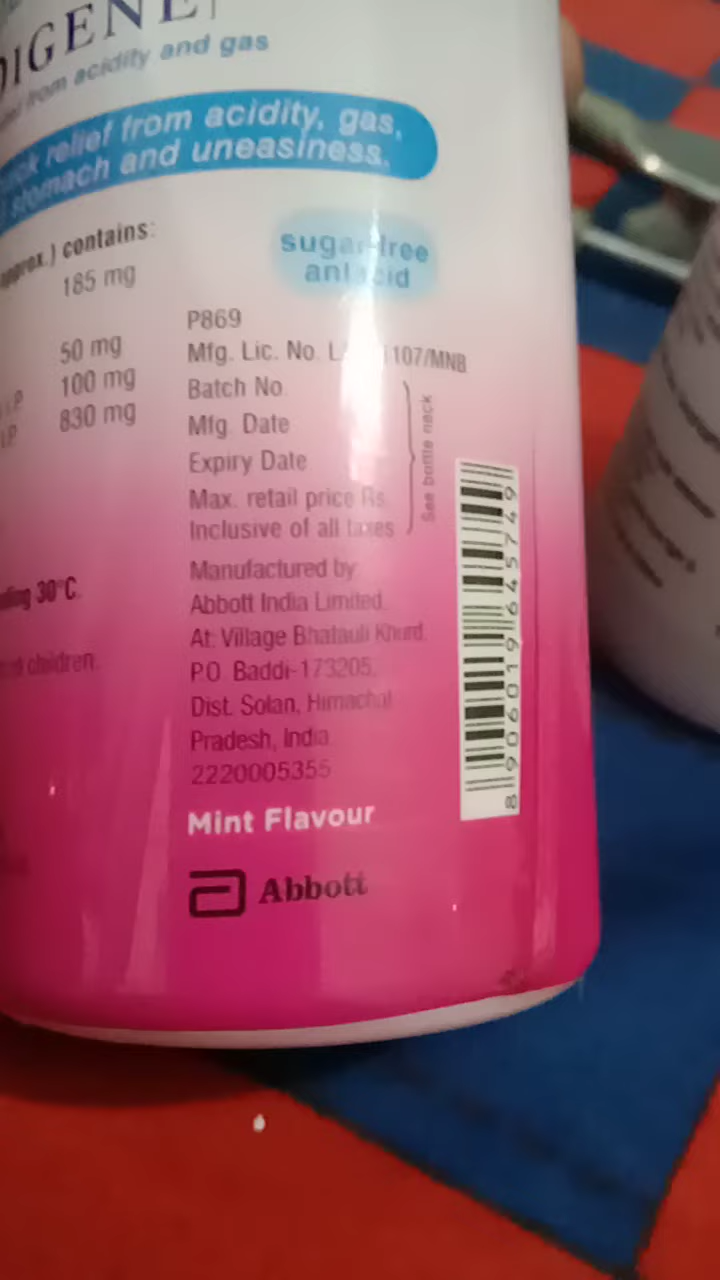 DIGENE
from acidity and gas
relief from acidity, gas,
stomach and uneasiness.
approx.) contains:
185 mg
50 mg
100 mg
I.P. 830 mg
sugar free
antacid
P869
Mfg. Lic. No. 107/MNB
Batch No.
Mfg. Date
Expiry Date
Max. retail price Rs.
Inclusive of all taxes
See bottle neck
Manufactured by
Abbott India Limited
At: Village Bhatauli Khurd,
P.O. Baddi-173205,
Dist. Solan, Himachal
Pradesh, India
2220005355
Mint Flavour
Abbott
30°C.
children.
8906019645749